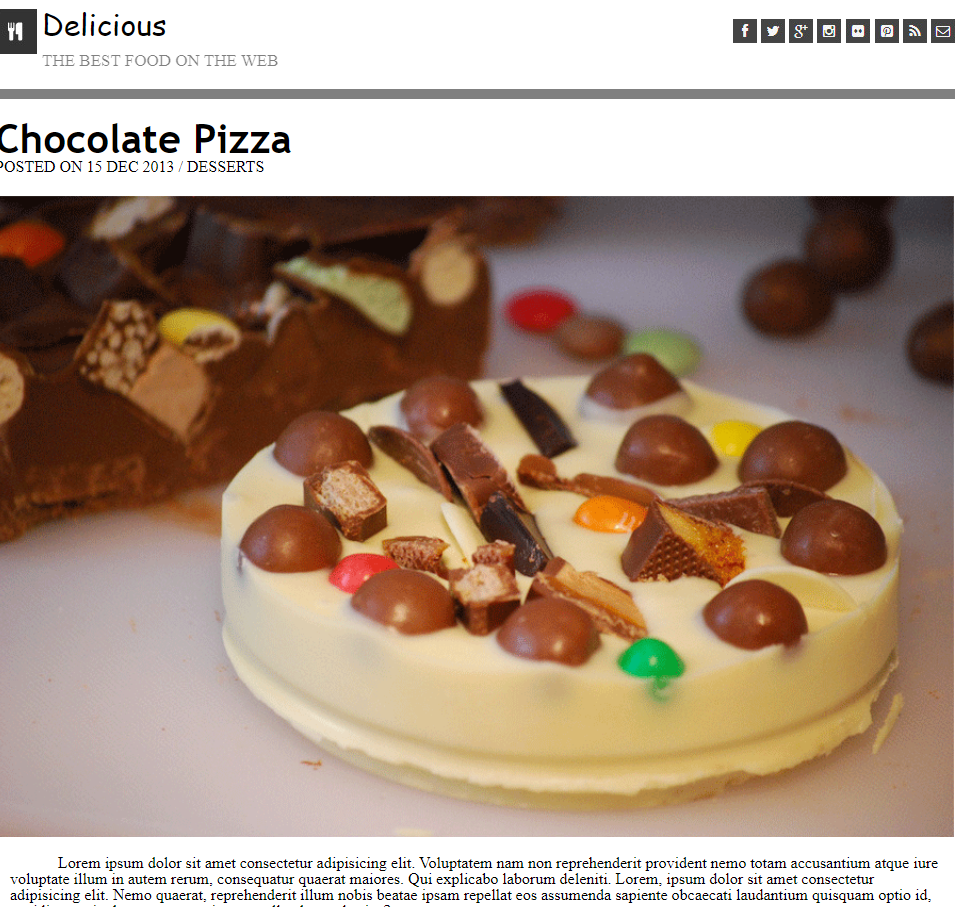 Delicious
THE BEST FOOD ON THE WEB
Chocolate Pizza
POSTED ON 15 DEC 2013 / DESSERTS
Lorem ipsum dolor sit amet consectetur adipisicing elit. Voluptatem nam non reprehenderit provident nemo totam accusantium atque iure
voluptate illum in autem rerum, consequatur quaerat maiores. Qui explicabo laborum deleniti. Lorem, ipsum dolor sit amet consectetur
adipisicing elit. Nemo quaerat, reprehenderit illum nobis beatae ipsam repellat eos assumenda sapiente obcaecati laudantium quisquam optio id,